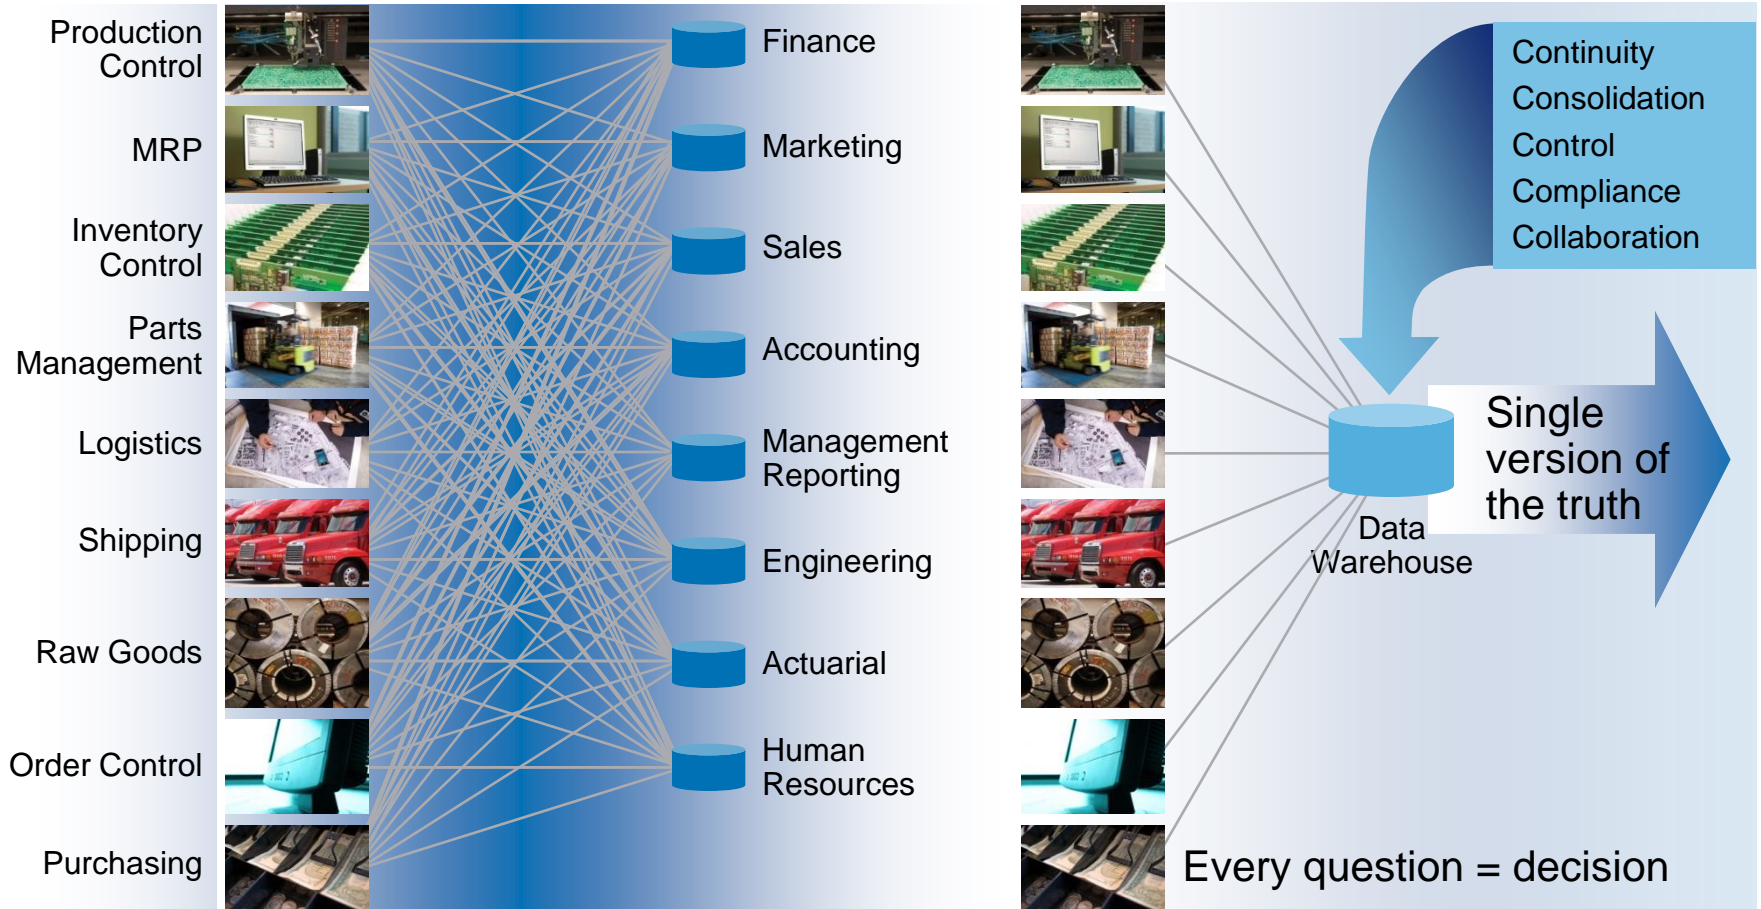 Production
Control
MRP
Inventory
Control
Parts
Management
Logistics
Shipping
Raw Goods
Order Control
Purchasing
Finance
Marketing
Sales
Accounting
Management
Reporting
Engineering
Actuarial
Human
Resources
Continuity
Consolidation
Control
Compliance
Collaboration
Single
version of
the truth
Data
Warehouse
Every question = decision